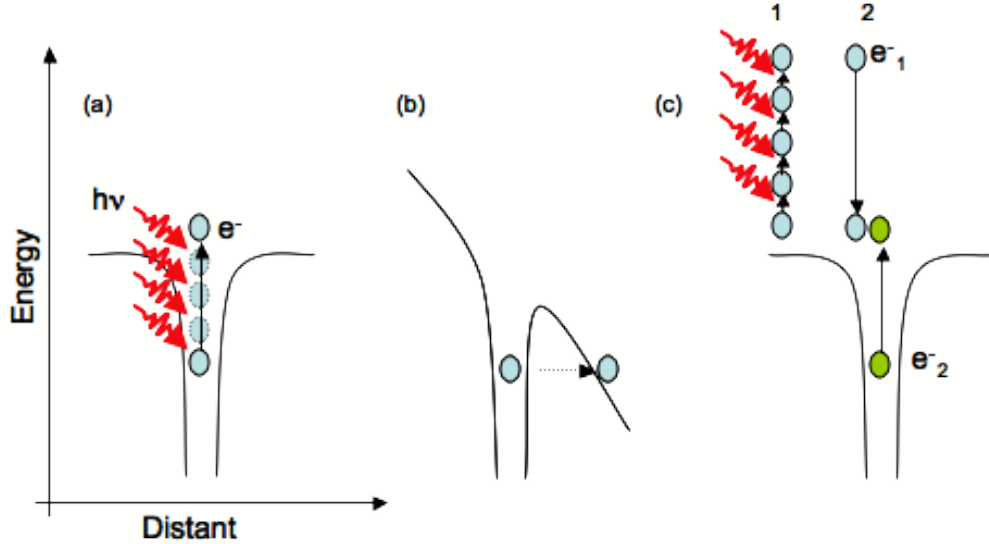 1 2
e-1
(a) (b) (c)
hν
e-
Energy
e-2
Distant